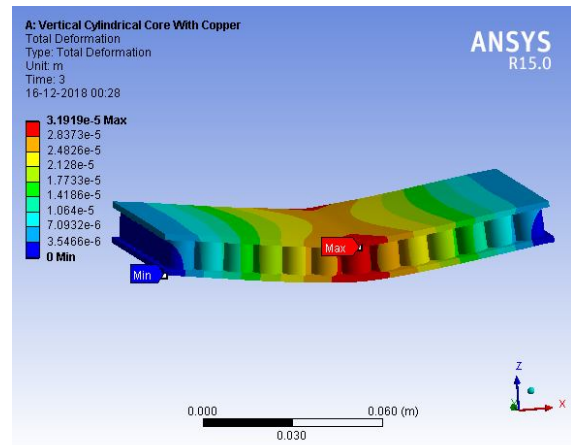 A: Vertical Cylindrical Core With Copper
Total Deformation
Type: Total Deformation
Unit: m
Time: 3
16-12-2018 00:28
ANSYS
R15.0
3.1919e-5 Max
2.8373e-5
2.4826e-5
2.128e-5
1.7733e-5
1.4186e-5
1.064e-5
7.0932e-6
3.5466e-6
0 Min
Max
Min
0.000
0.060 (m)
0.030
Z
X